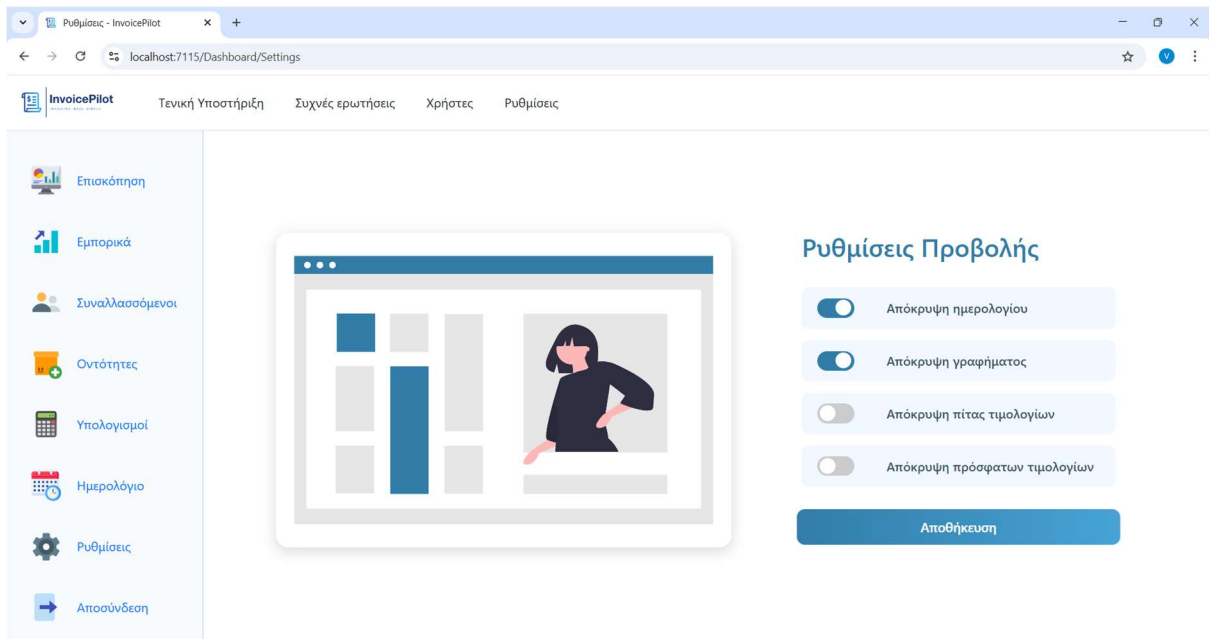 Ρυθμίσεις - InvoicePilot
localhost:7115/Dashboard/Settings
V
InvoicePilot
Τενική Υποστήριξη
Συχνές ερωτήσεις
Χρήστες
Ρυθμίσεις
Επισκόπηση
Εμπορικά
Συναλλασσόμενοι
Οντότητες
Υπολογισμοί
Ημερολόγιο
Ρυθμίσεις
Αποσύνδεση
Ρυθμίσεις Προβολής
Απόκρυψη ημερολογίου
Απόκρυψη γραφήματος
Απόκρυψη πίτας τιμολογίων
Απόκρυψη πρόσφατων τιμολογίων
Αποθήκευση